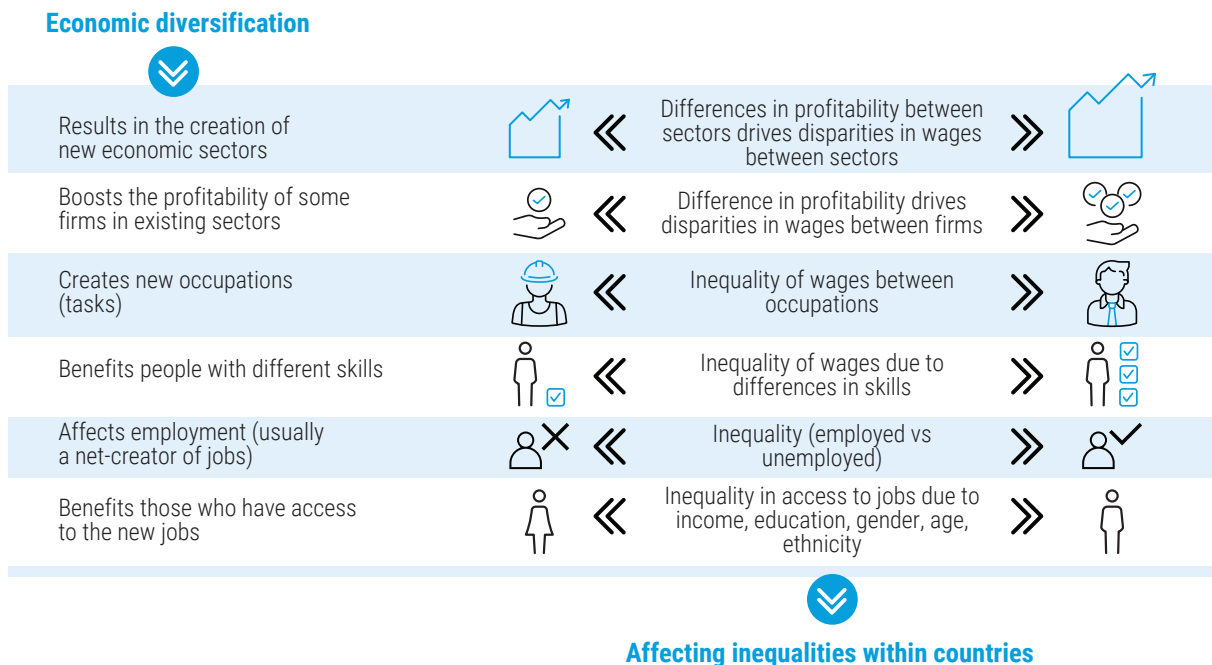 Economic diversification
Results in the creation of
new economic sectors
Differences in profitability between
sectors drives disparities in wages
between sectors
Boosts the profitability of some
firms in existing sectors
Difference in profitability drives
disparities in wages between firms
Creates new occupations
(tasks)
Inequality of wages between
occupations
Benefits people with different skills
Inequality of wages due to
differences in skills
Affects employment (usually
a net-creator of jobs)
Inequality (employed vs
unemployed)
Benefits those who have access
to the new jobs
Inequality in access to jobs due to
income, education, gender, age,
ethnicity
Affecting inequalities within countries